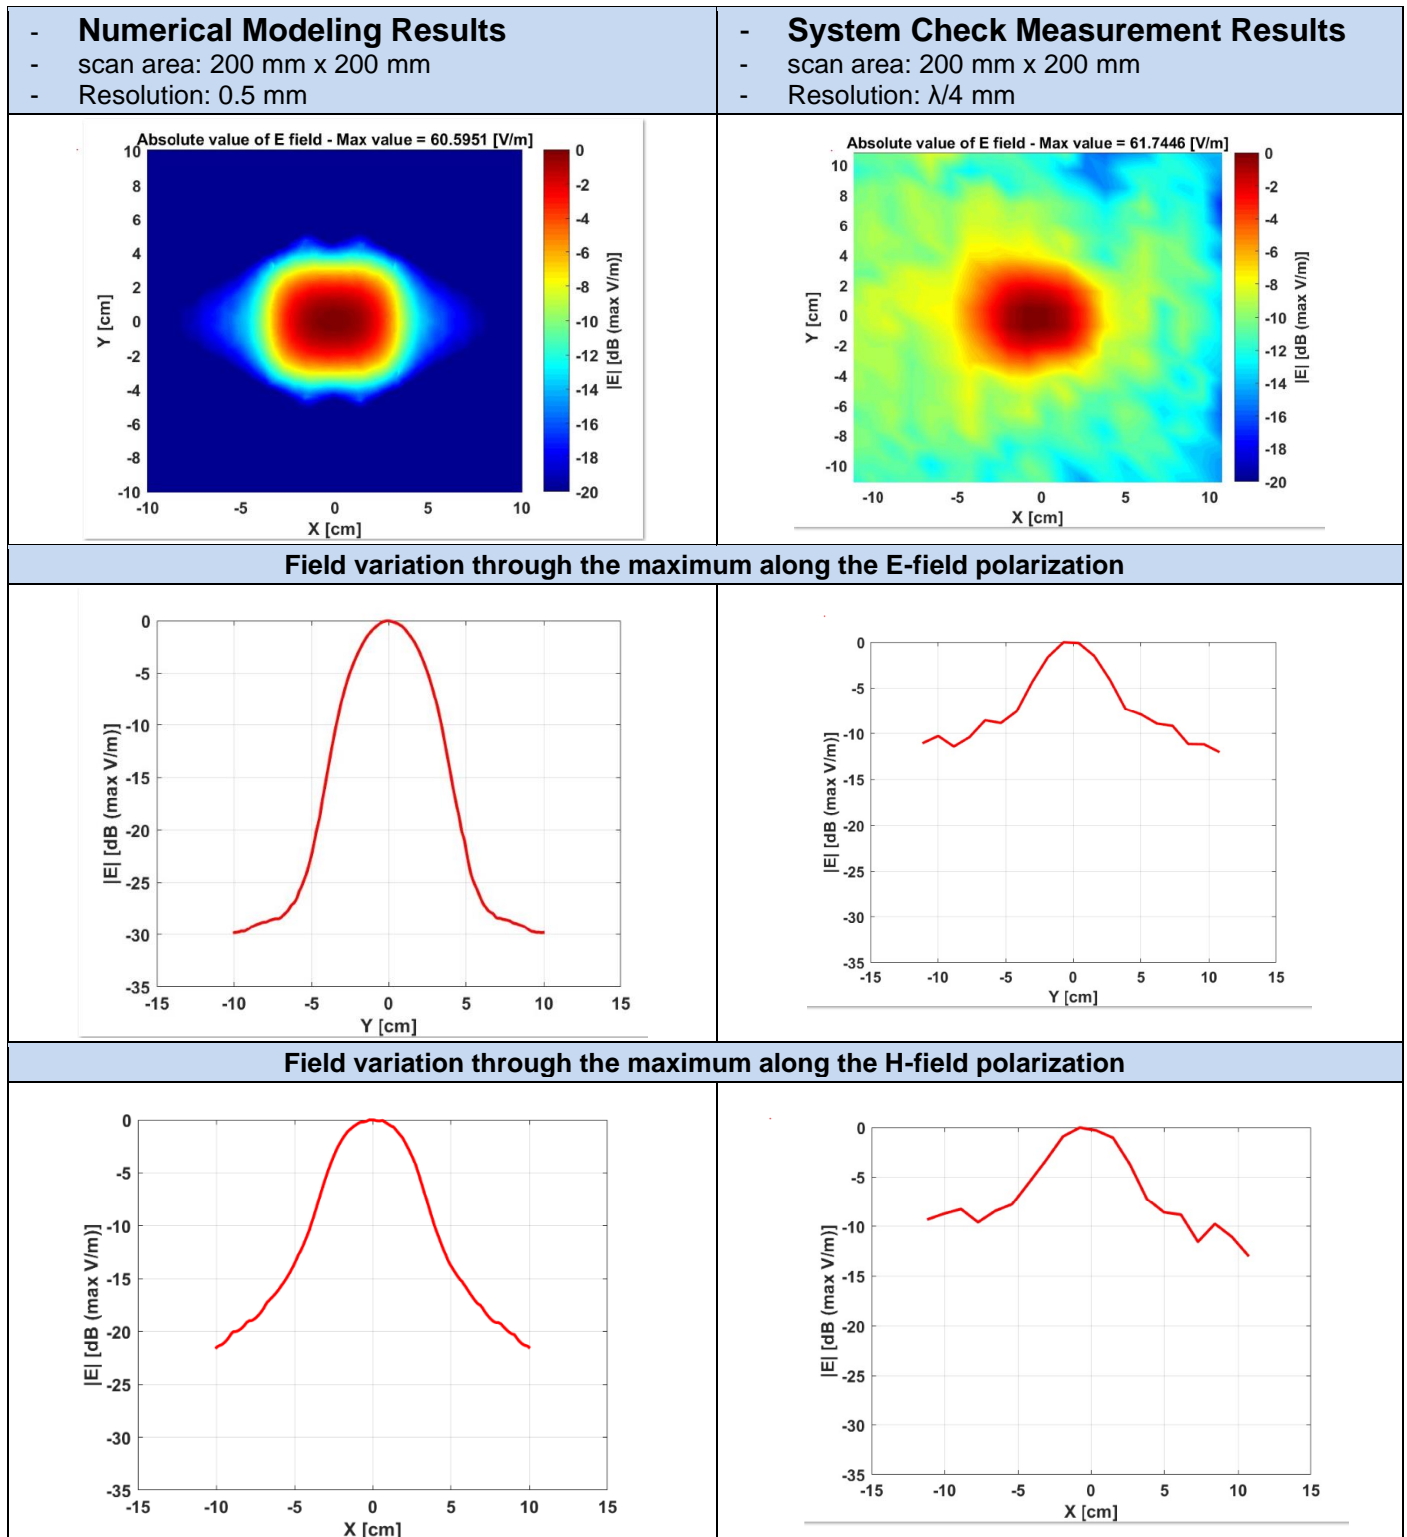 - Numerical Modeling Results
- scan area: 200 mm x 200 mm
- Resolution: 0.5 mm
- System Check Measurement Results
- scan area: 200 mm x 200 mm
- Resolution: λ/4 mm
Absolute value of E field - Max value = 60.5951 [V/m]
10
8
6
4
2
0
-2
-4
-6
-8
-10
Y [cm]
-10 -5 0 5 10
X [cm]
0
-2
-4
-6
-8
-10
-12
-14
-16
-18
-20
|E| [dB (max V/m)]
Absolute value of E field - Max value = 61.7446 [V/m]
10
8
6
4
2
0
-2
-4
-6
-8
-10
Y [cm]
-10 -5 0 5 10
X [cm]
0
-2
-4
-6
-8
-10
-12
-14
-16
-18
-20
|E| [dB (max V/m)]
Field variation through the maximum along the E-field polarization
0
-5
-10
-15
-20
-25
-30
-35
|E| [dB (max V/m)]
-15 -10 -5 0 5 10 15
Y [cm]
0
-5
-10
-15
-20
-25
-30
-35
|E| [dB (max V/m)]
-15 -10 -5 0 5 10 15
Y [cm]
Field variation through the maximum along the H-field polarization
0
-5
-10
-15
-20
-25
-30
-35
|E| [dB (max V/m)]
-15 -10 -5 0 5 10 15
X [cm]
0
-5
-10
-15
-20
-25
-30
-35
|E| [dB (max V/m)]
-15 -10 -5 0 5 10 15
X [cm]